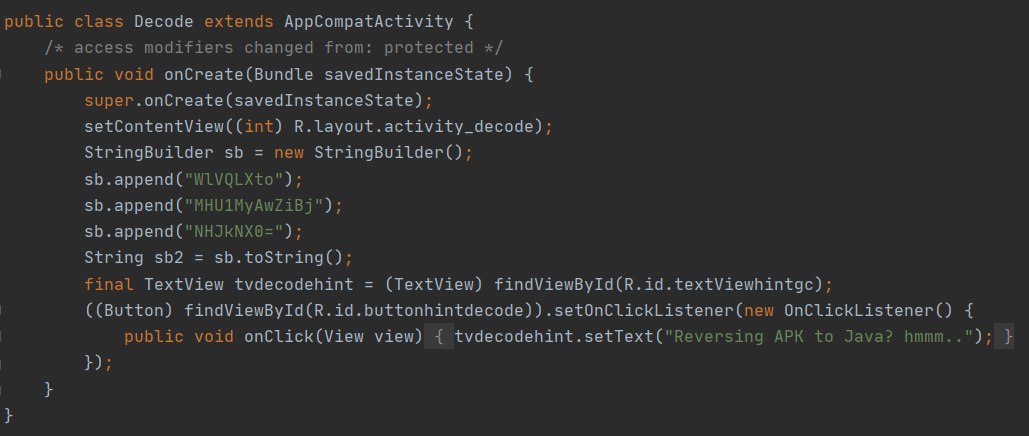 public class Decode extends AppCompatActivity {
/* access modifiers changed from: protected */
public void onCreate(Bundle savedInstanceState) {
super.onCreate(savedInstanceState);
setContentView((int) R.layout.activity_decode);
StringBuilder sb = new StringBuilder();
sb.append("WlVQLXto");
sb.append("MHU1MyAwZiBj");
sb.append("NHJkNX0=");
String sb2 = sb.toString();
final TextView tvdecodehint = (TextView) findViewById(R.id.textViewhintgc);
((Button) findViewById(R.id.buttonhintdecode)).setOnClickListener(new OnClickListener() {
public void onClick(View view) { tvdecodehint.setText("Reversing APK to Java? hmmm.."); }
});
}
}